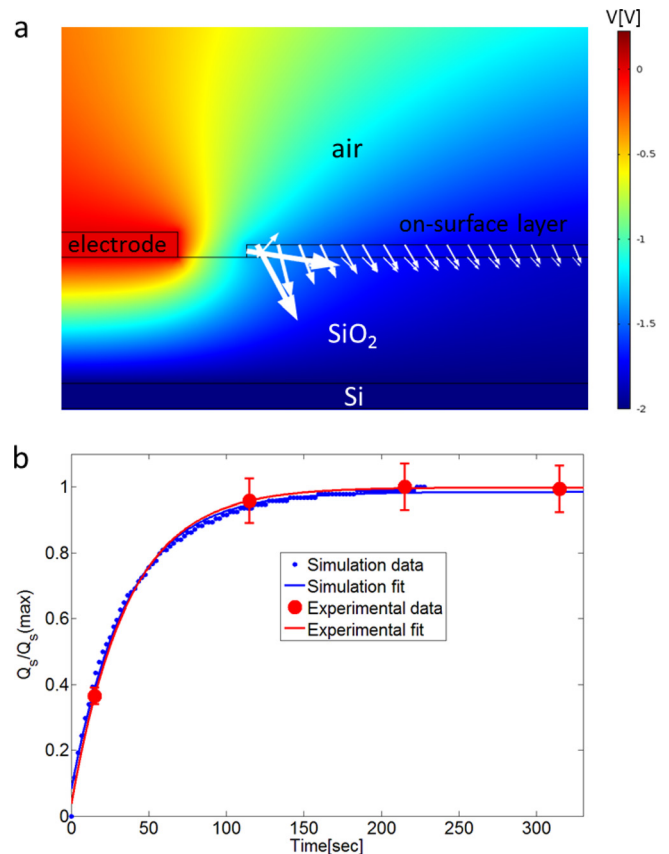 a
V[V]
0
-0.5
-1
-1.5
-2
air
on-surface layer
electrode
SiO2
Si
b
Qs/Qs(max)
1
0.8
0.6
0.4
0.2
0
Simulation data
Simulation fit
Experimental data
Experimental fit
0 50 100 150 200 250 300
Time[sec]